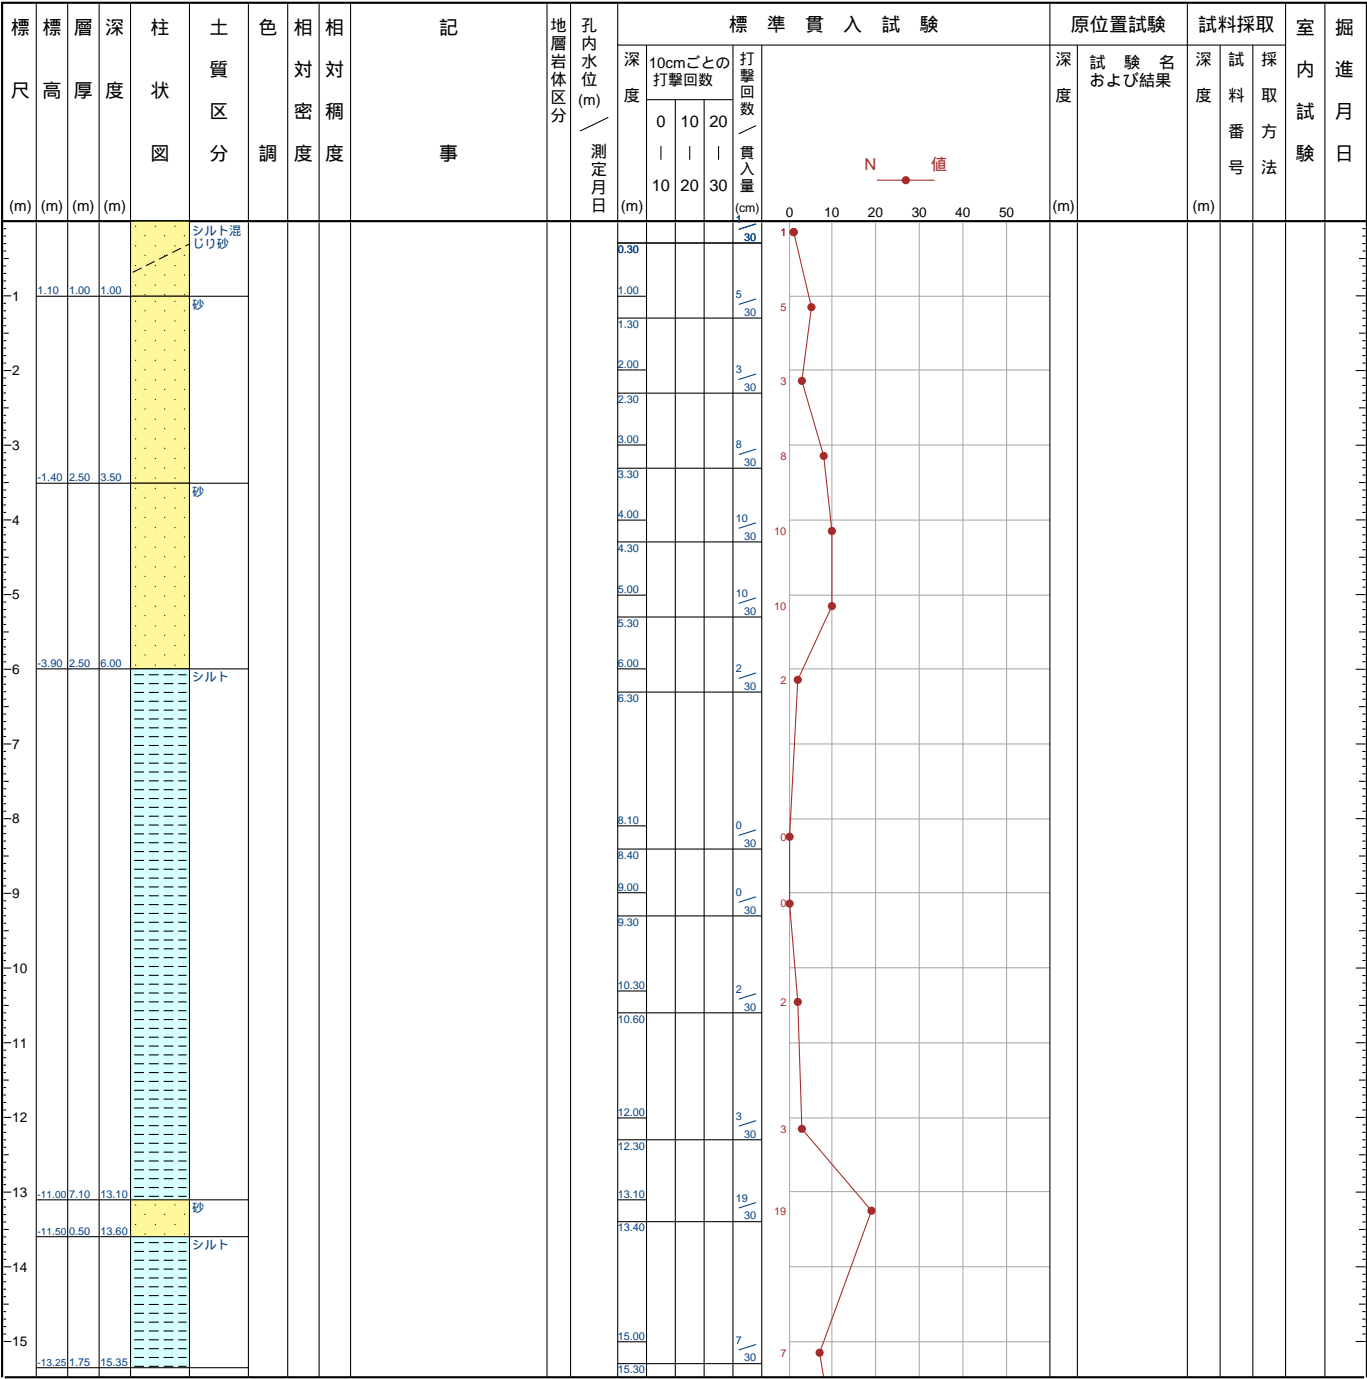 標尺 (m)
標高 (m)
層厚 (m)
深度 (m)
柱状図
土質区分
色調
相対密度
相対稠度
記事
地層岩体区分
孔内水位(m)／測定月日
標準貫入試験
深度 (m)
10cmごとの
打撃回数
0 10 20
| | |
10 20 30
打撃回数／貫入量 (cm)
N 値
0 10 20 30 40 50
原位置試験
深度 (m)
試験名
および結果
試料採取
深度 (m)
試料番号
採取方法
室内試験
掘進月日
シルト混
じり砂
1/30 1
0.30
1 1.10 1.00 1.00
砂
1.00 5/30 5
1.30
2
2.00 3/30 3
2.30
3
3.00 8/30 8
3.30
-1.40 2.50 3.50
砂
4
4.00 10/30 10
4.30
5
5.00 10/30 10
5.30
6 -3.90 2.50 6.00
シルト
6.00 2/30 2
6.30
7
8
8.10 0/30 0
8.40
9
9.00 0/30 0
9.30
10
10.30 2/30 2
10.60
11
12
12.00 3/30 3
12.30
13 -11.00 7.10 13.10
砂
13.10 19/30 19
13.40
-11.50 0.50 13.60
シルト
14
15
15.00 7/30 7
15.30
-13.25 1.75 15.35